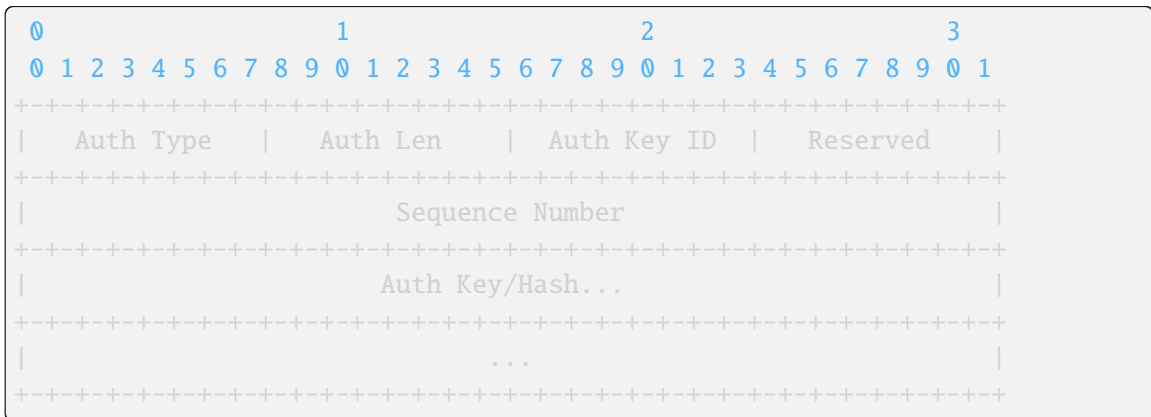 0                   1                   2                   3
 0 1 2 3 4 5 6 7 8 9 0 1 2 3 4 5 6 7 8 9 0 1 2 3 4 5 6 7 8 9 0 1
+-+-+-+-+-+-+-+-+-+-+-+-+-+-+-+-+-+-+-+-+-+-+-+-+-+-+-+-+-+-+-+-+
|   Auth Type   |   Auth Len    |  Auth Key ID  |   Reserved    |
+-+-+-+-+-+-+-+-+-+-+-+-+-+-+-+-+-+-+-+-+-+-+-+-+-+-+-+-+-+-+-+-+
|                        Sequence Number                        |
+-+-+-+-+-+-+-+-+-+-+-+-+-+-+-+-+-+-+-+-+-+-+-+-+-+-+-+-+-+-+-+-+
|                       Auth Key/Hash...                        |
+-+-+-+-+-+-+-+-+-+-+-+-+-+-+-+-+-+-+-+-+-+-+-+-+-+-+-+-+-+-+-+-+
|                              ...                              |
+-+-+-+-+-+-+-+-+-+-+-+-+-+-+-+-+-+-+-+-+-+-+-+-+-+-+-+-+-+-+-+-+